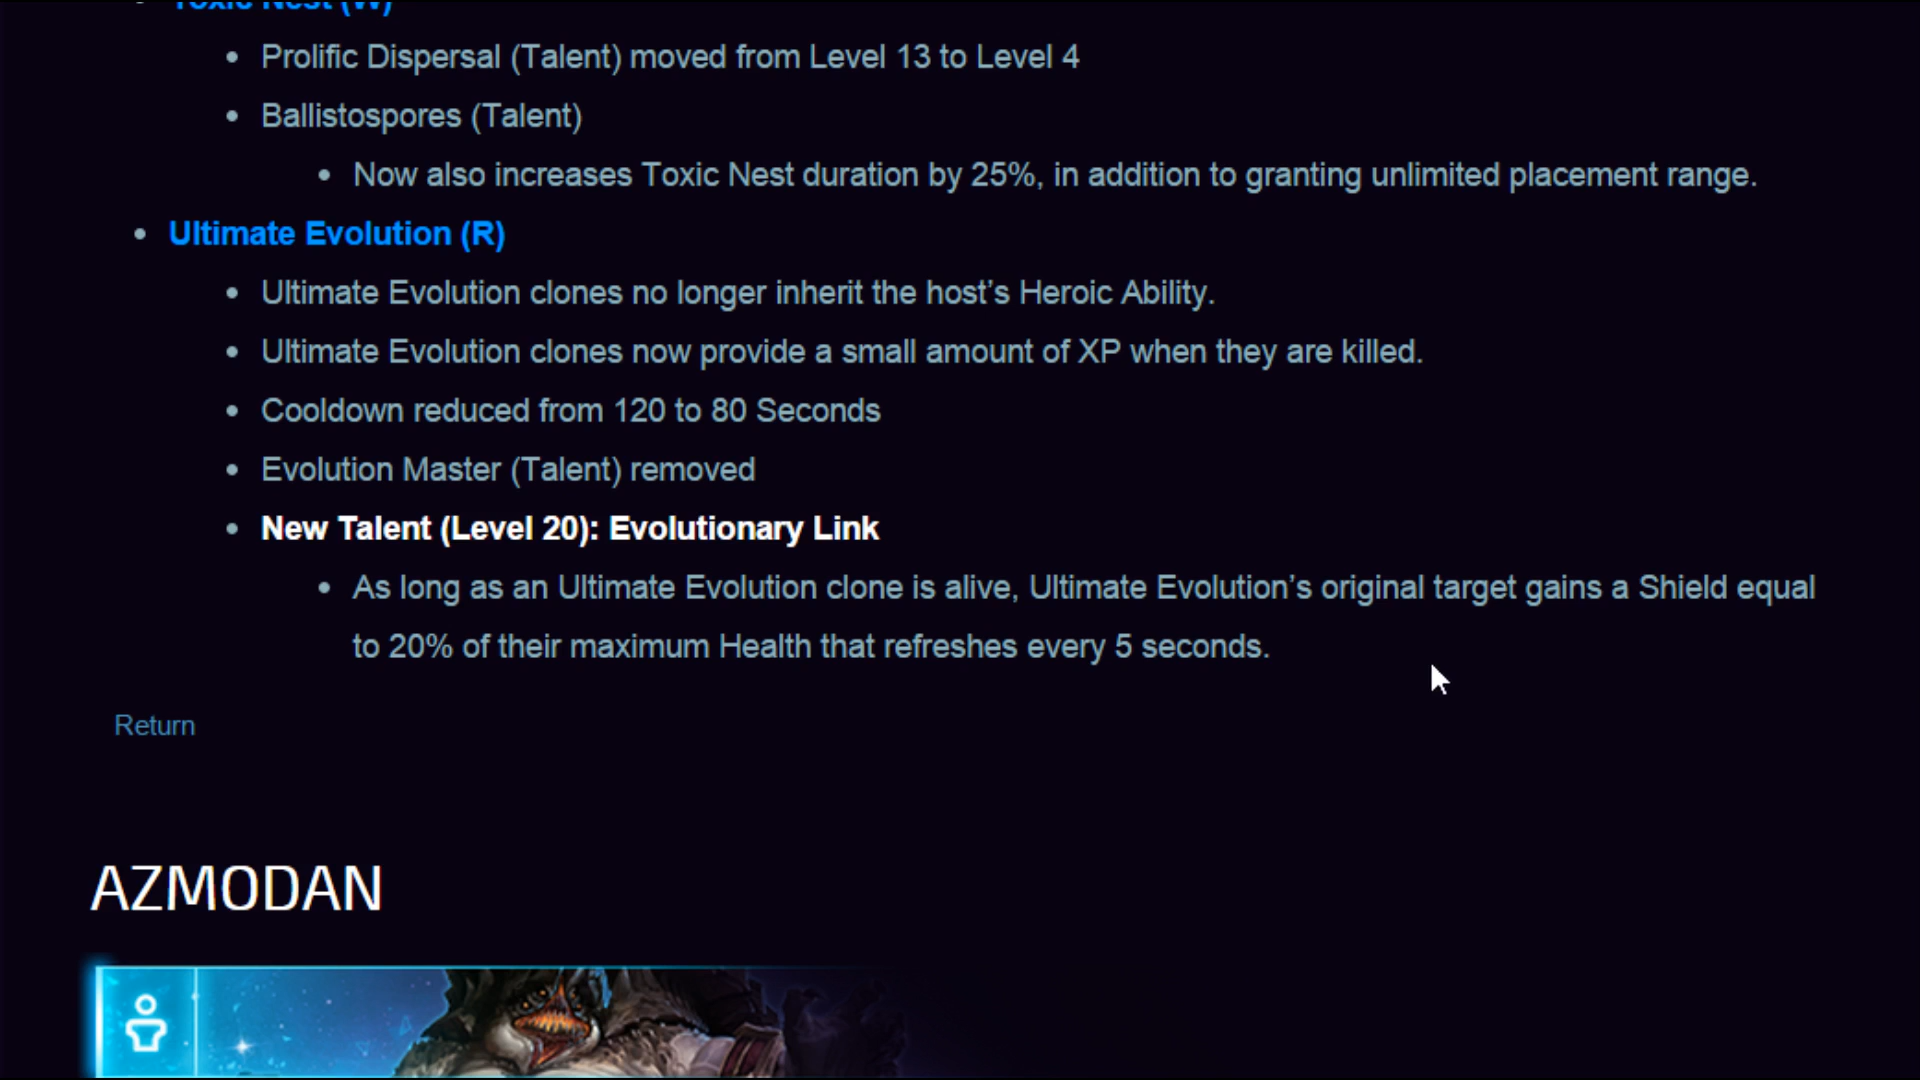 Toxic Nest (W)
Prolific Dispersal (Talent) moved from Level 13 to Level 4
Ballistospores (Talent)
Now also increases Toxic Nest duration by 25%, in addition to granting unlimited placement range.
Ultimate Evolution (R)
Ultimate Evolution clones no longer inherit the host’s Heroic Ability.
Ultimate Evolution clones now provide a small amount of XP when they are killed.
Cooldown reduced from 120 to 80 Seconds
Evolution Master (Talent) removed
New Talent (Level 20): Evolutionary Link
As long as an Ultimate Evolution clone is alive, Ultimate Evolution’s original target gains a Shield equal
to 20% of their maximum Health that refreshes every 5 seconds.
Return
AZMODAN